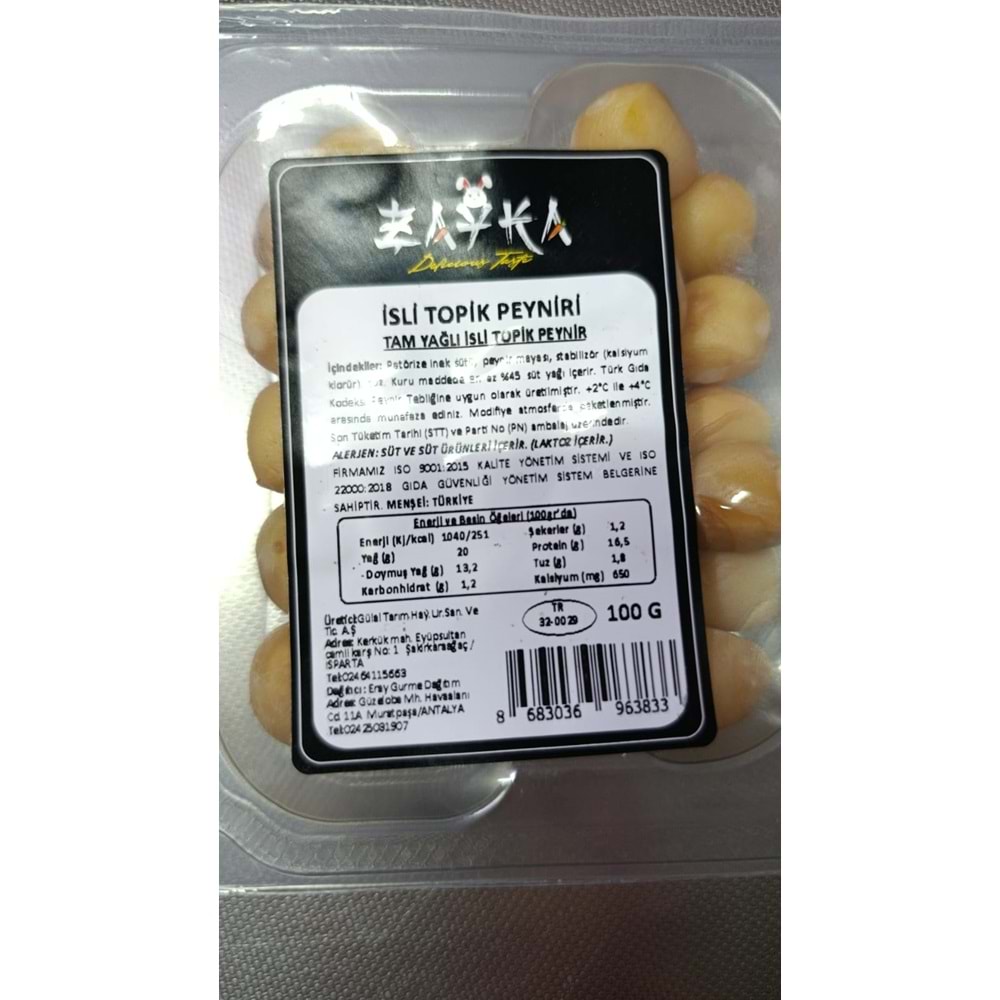 ZAYKA
Delicious Taste
İSLİ TOPİK PEYNİRİ
TAM YAĞLI İSLİ TOPİK PEYNİR
İçindekiler: Pstörize inek sütü, peynir mayası, stabilizör (kalsiyum
klorür), tuz. Kuru maddede en az %45 süt yağı içerir. Türk Gıda
Kodeksi Peynir Tebliğine uygun olarak üretilmiştir. +2°C ile +4°C
arasında muhafaza ediniz. Modifiye atmosferde paketlenmiştir.
Son Tüketim Tarihi (STT) ve Parti No (PN) ambalaj üzerindedir.
ALERJEN: SÜT VE SÜT ÜRÜNLERİ İÇERİR. (LAKTOZ İÇERİR.)
FİRMAMIZ ISO 9001:2015 KALİTE YÖNETİM SİSTEMİ VE ISO
22000:2018 GIDA GÜVENLİĞİ YÖNETİM SİSTEM BELGERİNE
SAHİPTİR. MENŞEİ: TÜRKİYE
Enerji ve Besin Öğeleri (100gr'da)
Enerji (Kj/kcal) 1040/251 Şekerler (g) 1,2
Yağ (g) 20 Protein (g) 16,5
-Doymuş Yağ (g) 13,2 Tuz (g) 1,8
Karbonhidrat (g) 1,2 Kalsiyum (mg) 650
Üretici:Gülal Tarım Hay. Ur.San. Ve
Tic. A.Ş
Adres: Kerkük mah. Eyüpsultan
camii karşı No: 1 Şakirkaraağaç /
ISPARTA
Tel:02464115663
Dağıtıcı: Eray Gurme Dağıtım
Adres: Güzeloba Mh. Havaalanı
Cd 11A Muratpaşa/ANTALYA
Tel:02425091907
TR
32-0029
100 G
8 683036 963833